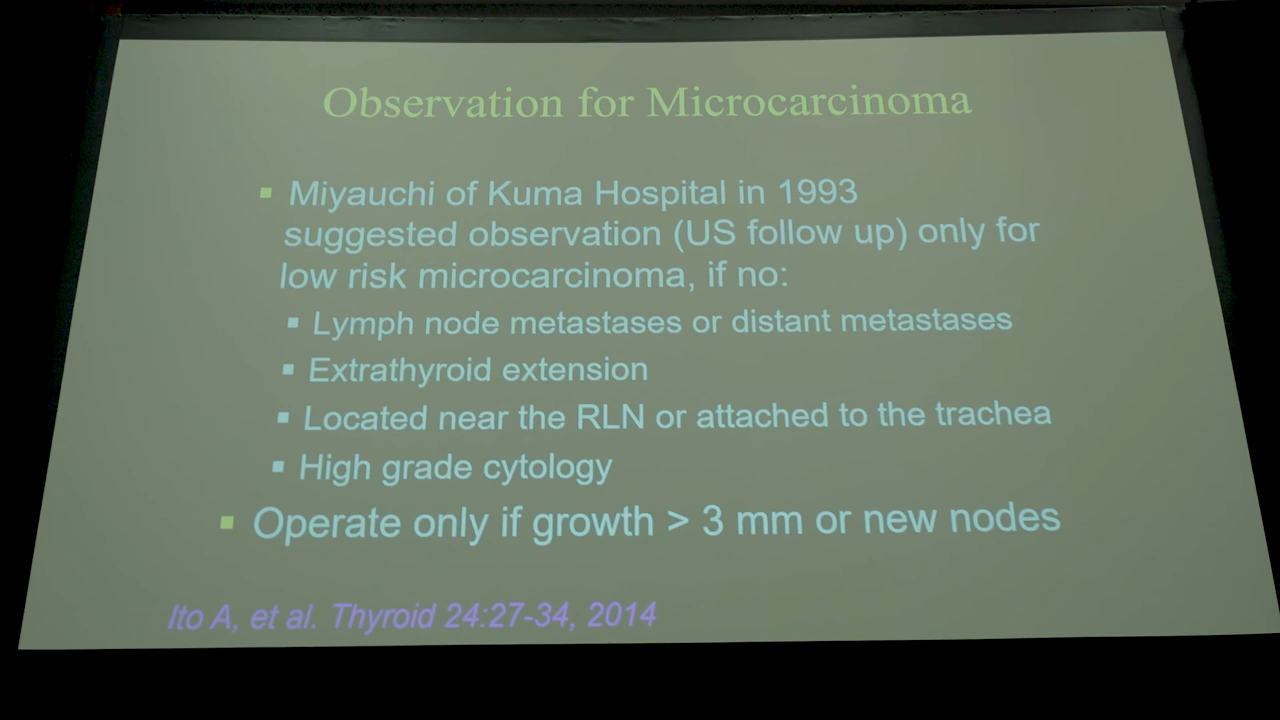 Observation for Microcarcinoma
▪ Miyauchi of Kuma Hospital in 1993
suggested observation (US follow up) only for
low risk microcarcinoma, if no:
▪ Lymph node metastases or distant metastases
▪ Extrathyroid extension
▪ Located near the RLN or attached to the trachea
▪ High grade cytology
▪ Operate only if growth > 3 mm or new nodes
Ito A, et al. Thyroid 24:27-34, 2014